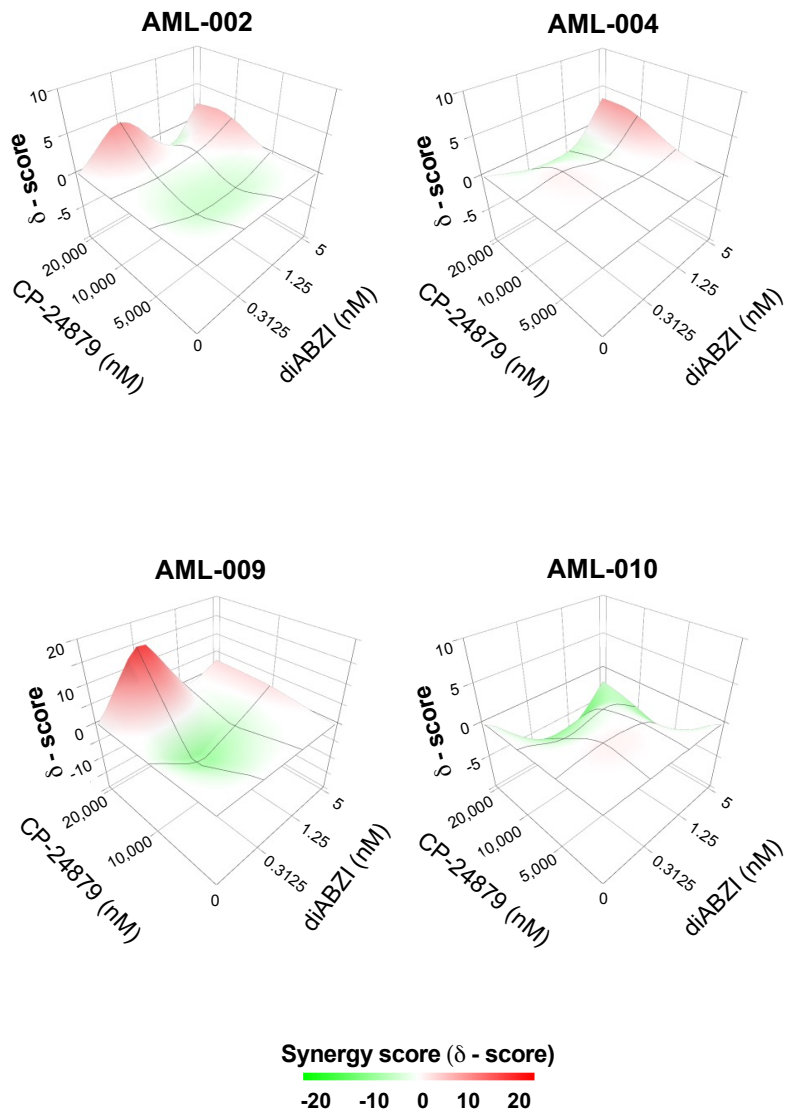 AML-002
10
5
0
-5
δ - score
20,000
10,000
5,000
0
CP-24879 (nM)
5
1.25
0.3125
diABZI (nM)
AML-004
10
5
0
-5
δ - score
20,000
10,000
5,000
0
CP-24879 (nM)
5
1.25
0.3125
diABZI (nM)
AML-009
20
10
0
-10
δ - score
20,000
10,000
0
CP-24879 (nM)
5
1.25
0.3125
diABZI (nM)
AML-010
10
5
0
-5
δ - score
20,000
10,000
5,000
0
CP-24879 (nM)
5
1.25
0.3125
diABZI (nM)
Synergy score (δ - score)
-20 -10 0 10 20